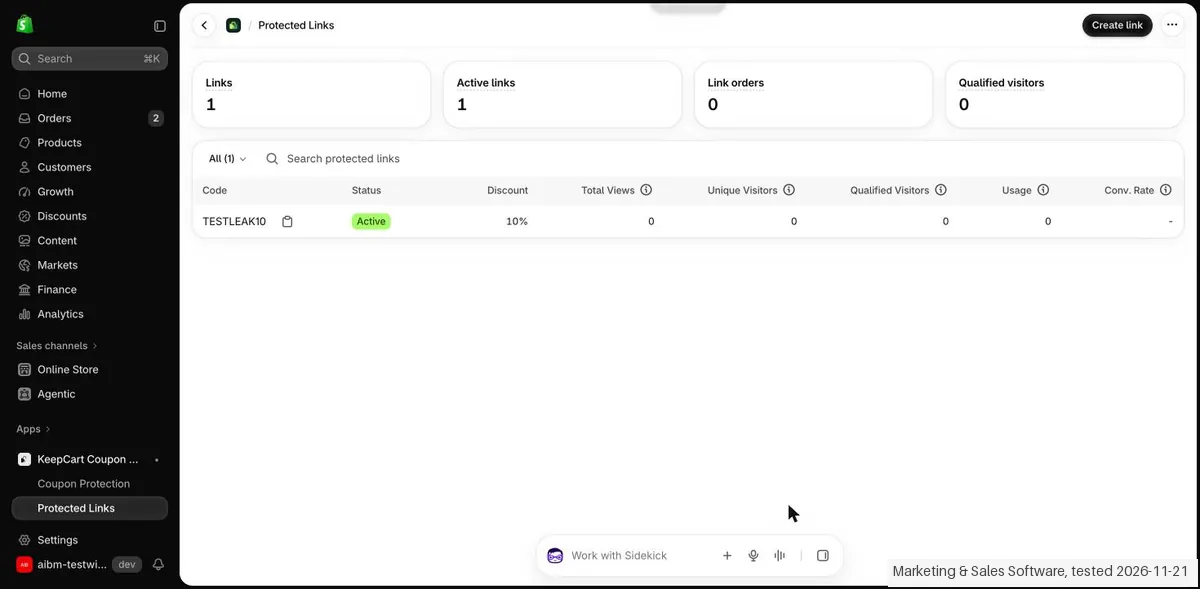 Protected Links
Create link
Search ⌘K
Home
Orders 2
Products
Customers
Growth
Discounts
Content
Markets
Finance
Analytics
Sales channels
Online Store
Agentic
Apps
KeepCart Coupon ...
Coupon Protection
Protected Links
Settings
aibm-testwi... dev
Links
1
Active links
1
Link orders
0
Qualified visitors
0
All (1) Search protected links
Code Status Discount Total Views Unique Visitors Qualified Visitors Usage Conv. Rate
TESTLEAK10 Active 10% 0 0 0 0 -
Work with Sidekick
Marketing & Sales Software, tested 2026-11-21